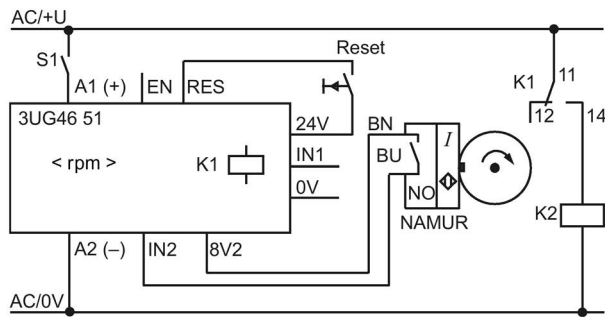 AC/+U
Reset
S1
A1 (+)
EN
RES
K1
11
12
14
3UG46 51
24V
BN
I
< rpm >
K1
IN1
BU
0V
NO
NAMUR
K2
A2 (–)
IN2
8V2
AC/0V